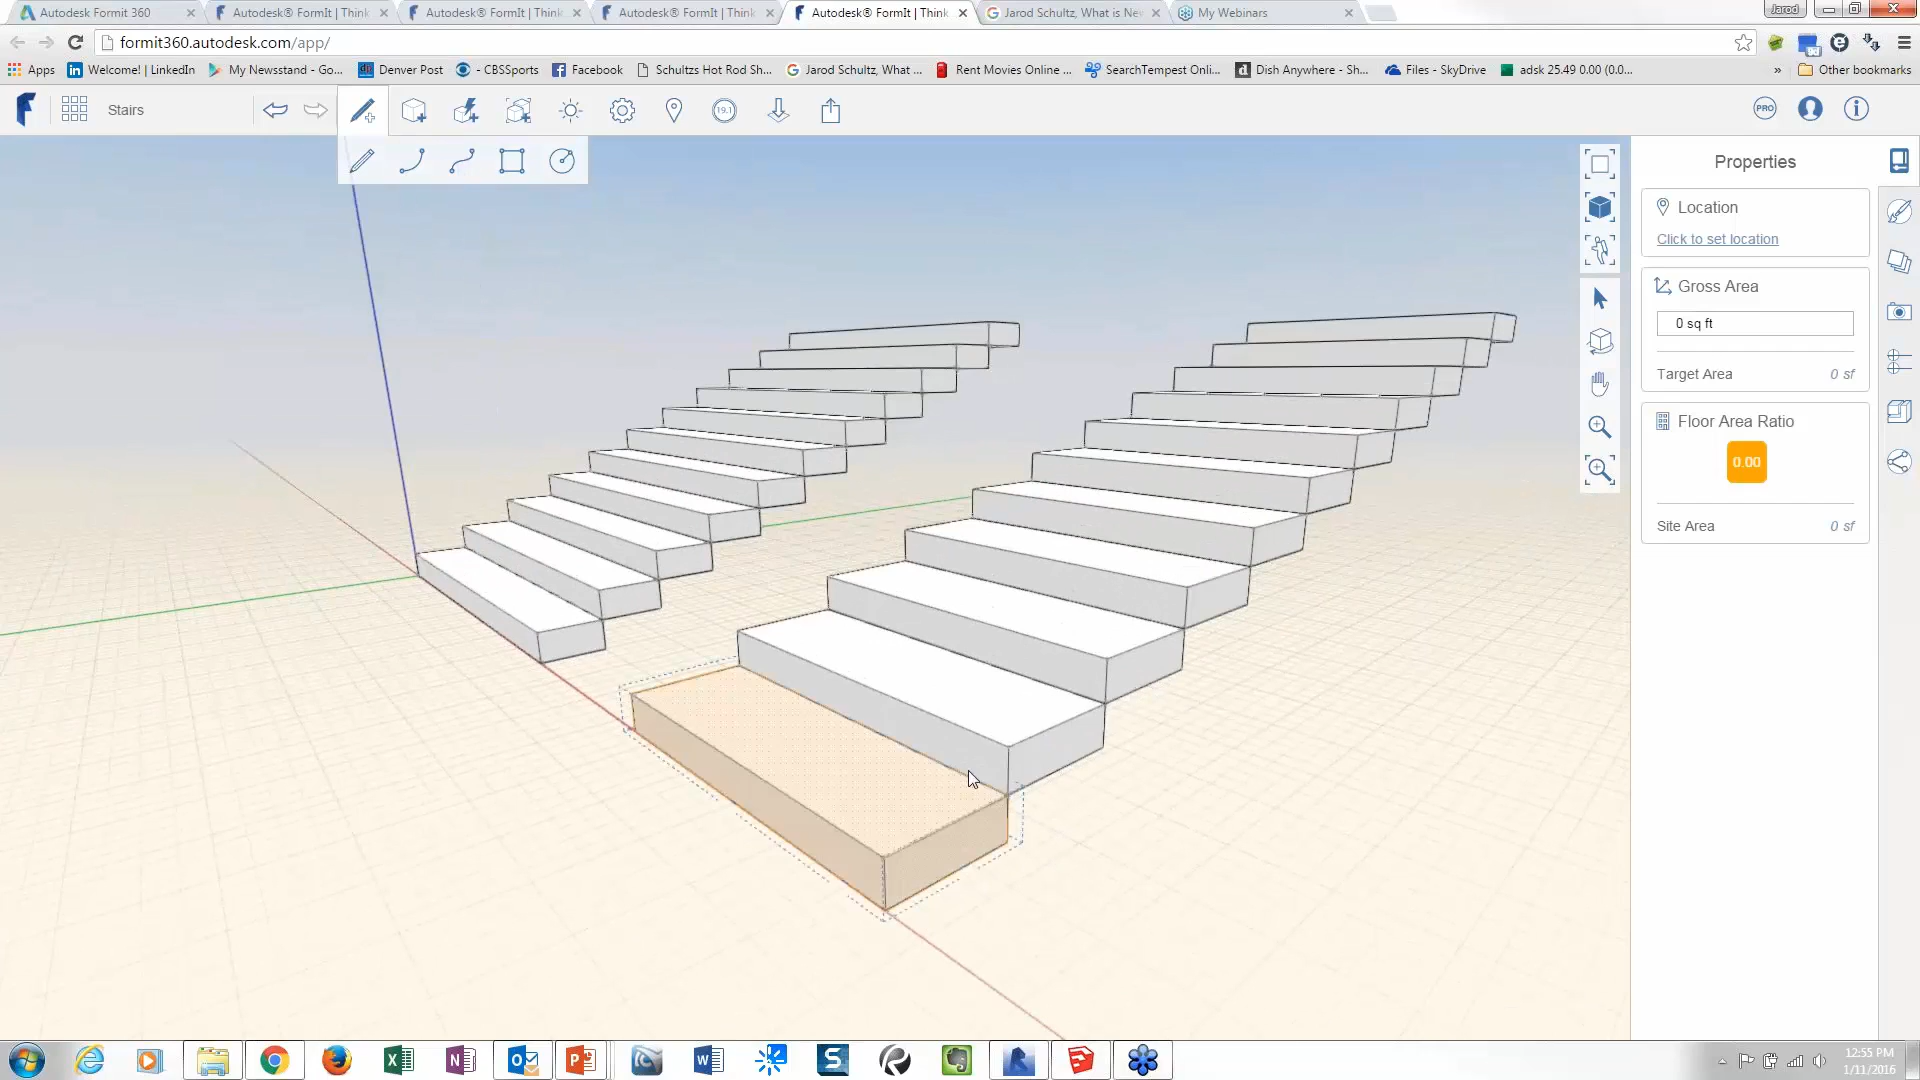 Autodesk Formit 360
Autodesk® FormIt | Think
Autodesk® FormIt | Think
Autodesk® FormIt | Think
Autodesk® FormIt | Think
Jarod Schultz, What is Nev
My Webinars
Jarod
formit360.autodesk.com/app/
Apps
Welcome! | LinkedIn
My Newsstand - Go...
Denver Post
- CBSSports
Facebook
Schultzs Hot Rod Sh...
Jarod Schultz, What ...
Rent Movies Online ...
SearchTempest Onli...
Dish Anywhere - Sh...
Files - SkyDrive
adsk 25.49 0.00 (0.0...
»
Other bookmarks
Stairs
19.1
PRO
Properties
Location
Click to set location
Gross Area
0 sq ft
Target Area 0 sf
Floor Area Ratio
0.00
Site Area 0 sf
12:55 PM
1/11/2016